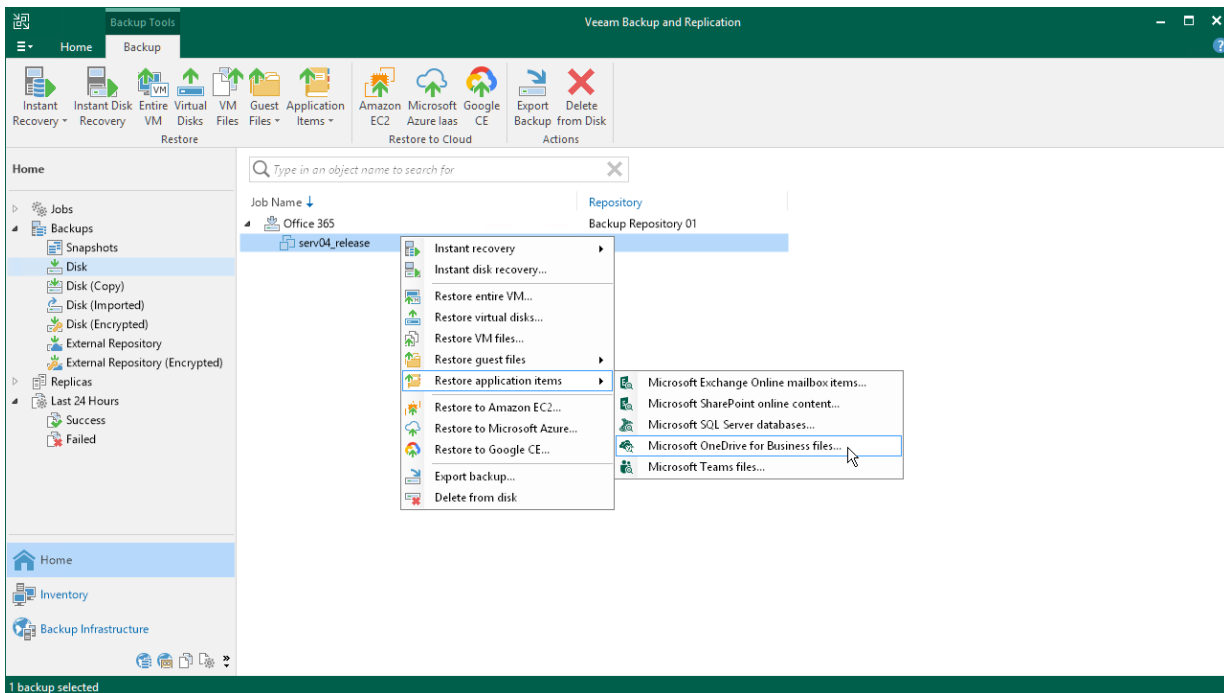 Backup Tools
Veeam Backup and Replication
Home Backup
Instant Recovery
Instant Disk Recovery
Entire VM
Virtual Disks
VM Files
Guest Files
Application Items
Restore
Amazon EC2
Microsoft Azure Iaas
Google CE
Restore to Cloud
Export Backup
Delete from Disk
Actions
Home
Type in an object name to search for
Jobs
Backups
Snapshots
Disk
Disk (Copy)
Disk (Imported)
Disk (Encrypted)
External Repository
External Repository (Encrypted)
Replicas
Last 24 Hours
Success
Failed
Job Name Repository
Office 365 Backup Repository 01
serv04_release
Instant recovery
Instant disk recovery...
Restore entire VM...
Restore virtual disks...
Restore VM files...
Restore guest files
Restore application items
Restore to Amazon EC2...
Restore to Microsoft Azure...
Restore to Google CE...
Export backup...
Delete from disk
Microsoft Exchange Online mailbox items...
Microsoft SharePoint online content...
Microsoft SQL Server databases...
Microsoft OneDrive for Business files...
Microsoft Teams files...
Home
Inventory
Backup Infrastructure
1 backup selected